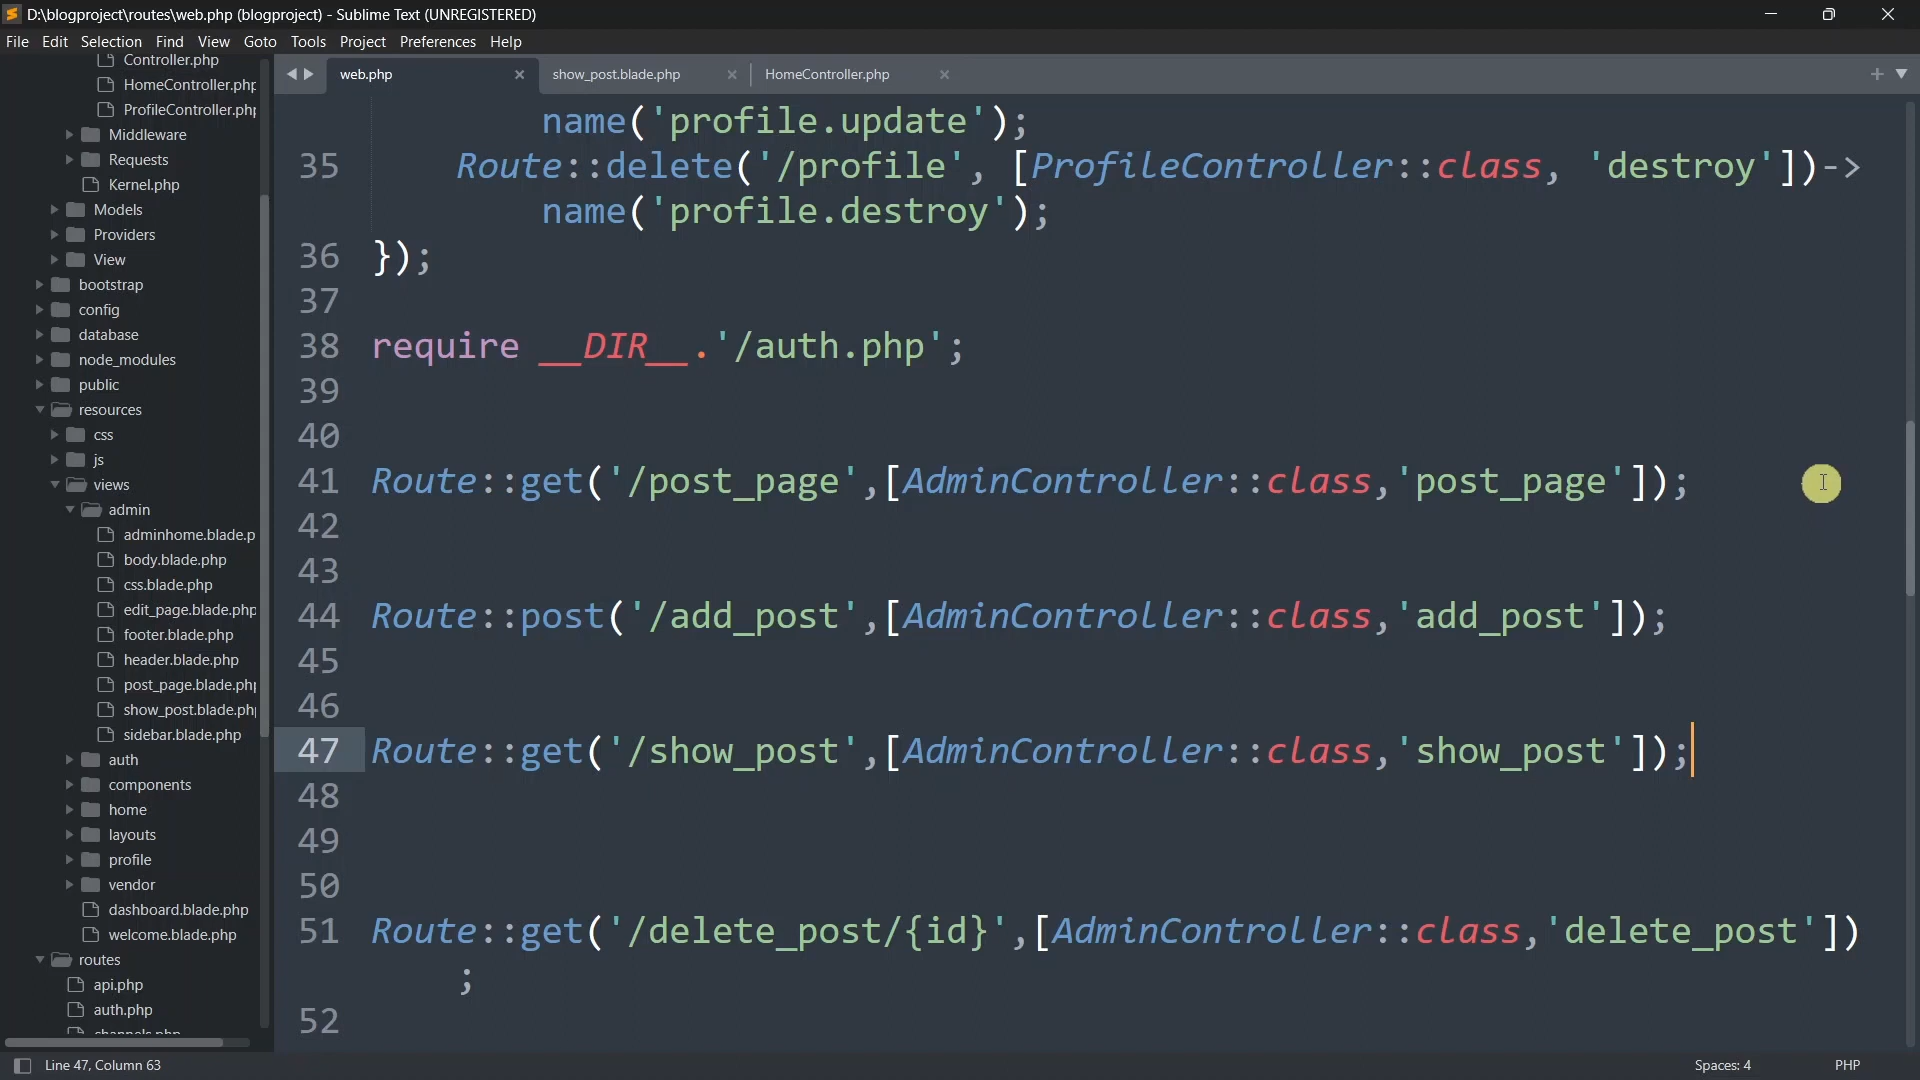 D:\blogproject\routes\web.php (blogproject) - Sublime Text (UNREGISTERED)
File Edit Selection Find View Goto Tools Project Preferences Help
Controller.php
HomeController.php
ProfileController.ph
Middleware
Requests
Kernel.php
Models
Providers
View
bootstrap
config
database
node_modules
public
resources
css
js
views
admin
adminhome.blade.p
body.blade.php
css.blade.php
edit_page.blade.php
footer.blade.php
header.blade.php
post_page.blade.ph
show_post.blade.ph
sidebar.blade.php
auth
components
home
layouts
profile
vendor
dashboard.blade.php
welcome.blade.php
routes
api.php
auth.php
channels.php
web.php show_post.blade.php HomeController.php
name('profile.update');
35 Route::delete('/profile', [ProfileController::class, 'destroy'])->
name('profile.destroy');
36 });
37
38 require __DIR__.'/auth.php';
39
40
41 Route::get('/post_page',[AdminController::class,'post_page']);
42
43
44 Route::post('/add_post',[AdminController::class,'add_post']);
45
46
47 Route::get('/show_post',[AdminController::class,'show_post']);
48
49
50
51 Route::get('/delete_post/{id}',[AdminController::class,'delete_post'])
;
52
Line 47, Column 63 Spaces: 4 PHP